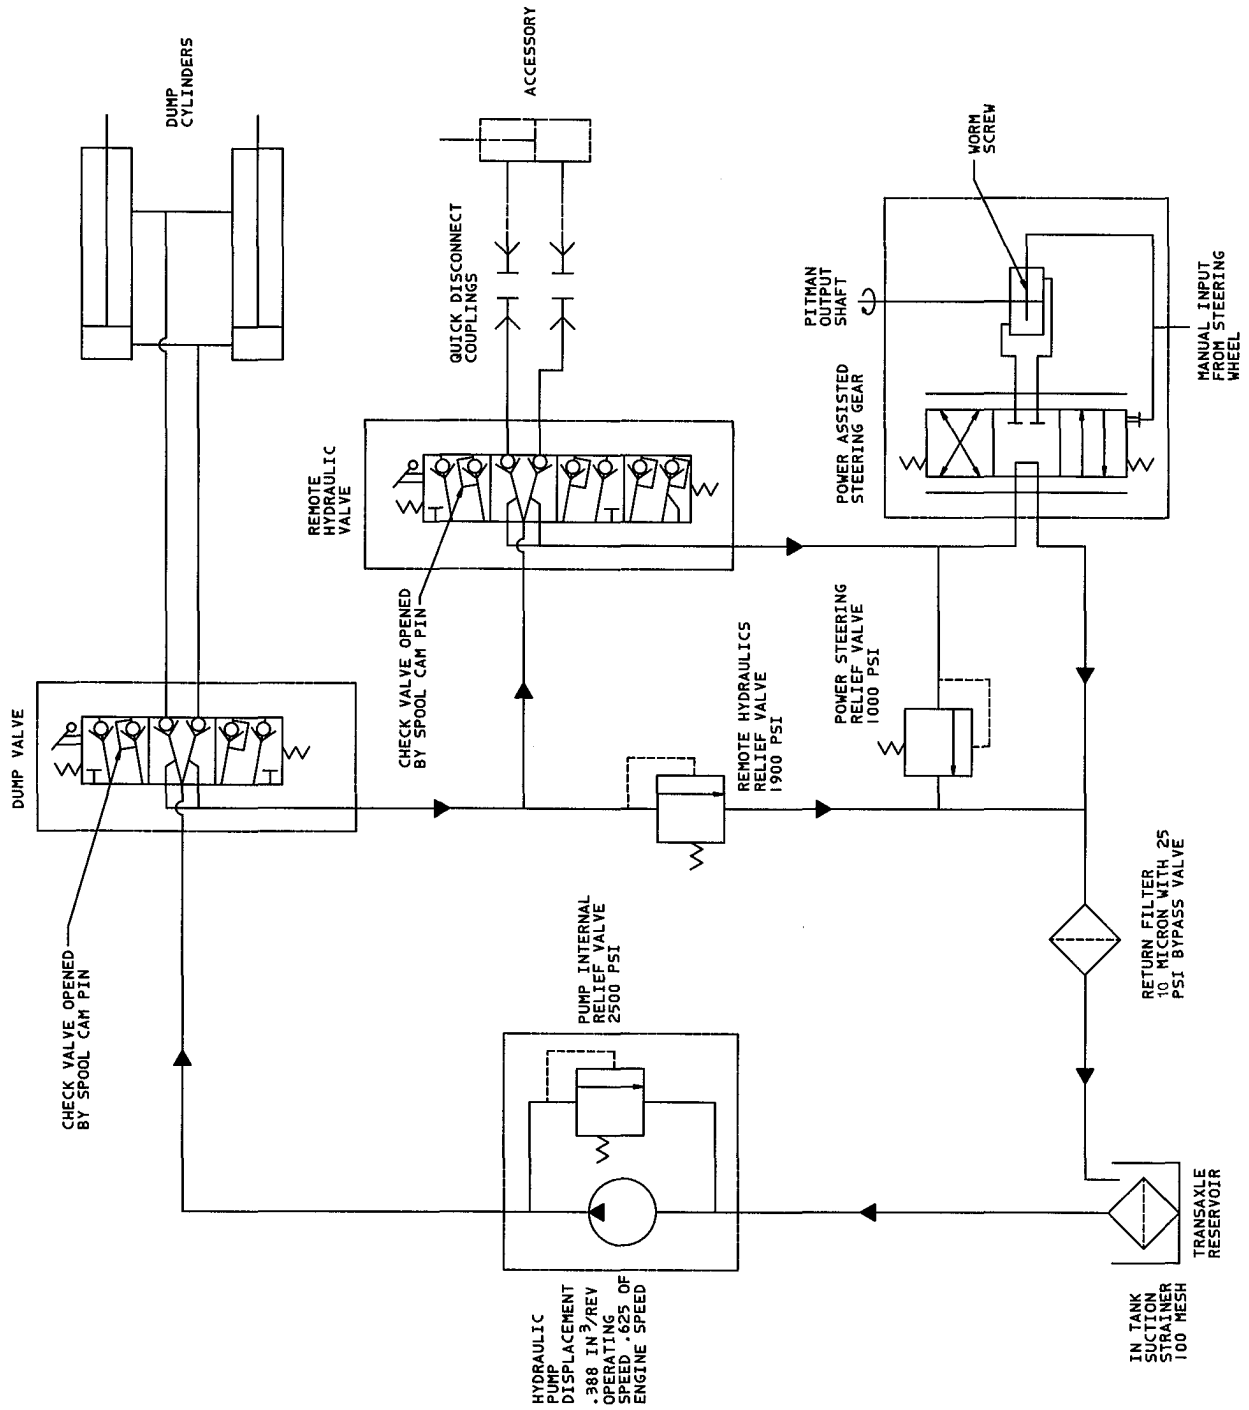 DUMP
CYLINDERS
ACCESSORY
WORM
SCREW
QUICK DISCONNECT
COUPLINGS
PITMAN
OUTPUT
SHAFT
MANUAL INPUT
FROM STEERING
WHEEL
POWER ASSISTED
STEERING GEAR
REMOTE
HYDRAULIC
VALVE
CHECK VALVE OPENED
BY SPOOL CAM PIN
DUMP VALVE
REMOTE HYDRAULICS
RELIEF VALVE
1900 PSI
POWER STEERING
RELIEF VALVE
1000 PSI
CHECK VALVE OPENED
BY SPOOL CAM PIN
PUMP INTERNAL
RELIEF VALVE
2500 PSI
RETURN FILTER
10 MICRON WITH 25
PSI BYPASS VALVE
HYDRAULIC
PUMP
DISPLACEMENT
.388 IN³/REV
OPERATING
SPEED .625 OF
ENGINE SPEED
TRANSAXLE
RESERVOIR
IN TANK
SUCTION
STRAINER
100 MESH